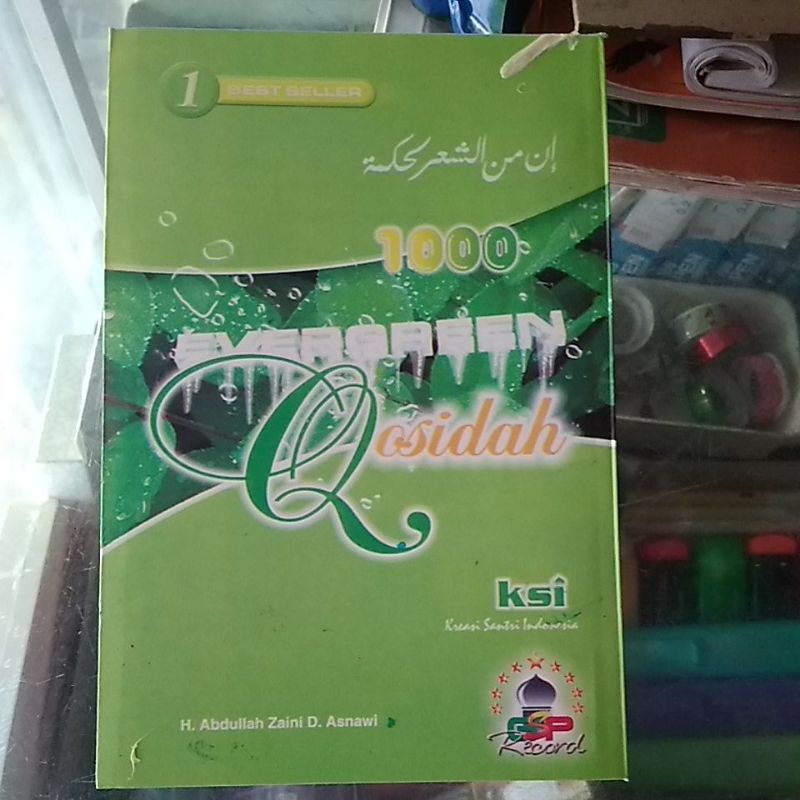 1 BEST SELLER
إن من الشعر لحكمة
1000
EVERGREEN
Qosidah
ksi
Kreasi Santri Indonesia
H. Abdullah Zaini D. Asnawi
GSP
Record